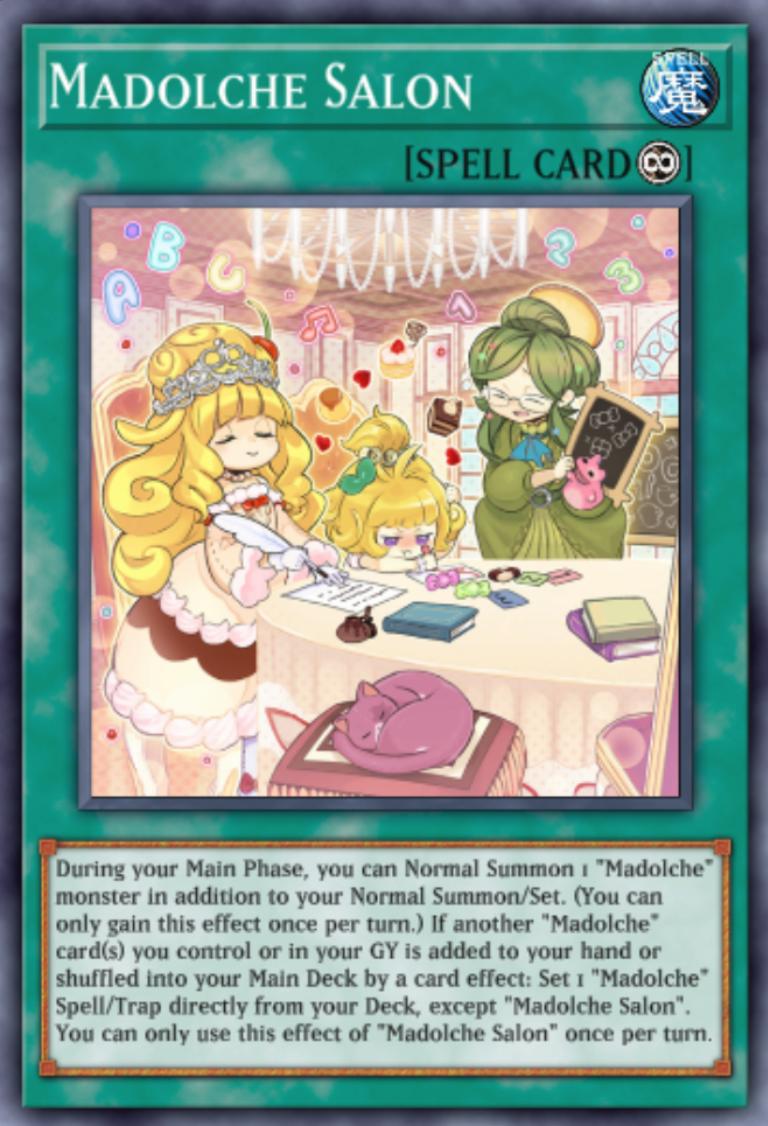 MADOLCHE SALON
SPELL
魔
[SPELL CARD]
A B C
1 2 3
During your Main Phase, you can Normal Summon 1 "Madolche"
monster in addition to your Normal Summon/Set. (You can
only gain this effect once per turn.) If another "Madolche"
card(s) you control or in your GY is added to your hand or
shuffled into your Main Deck by a card effect: Set 1 "Madolche"
Spell/Trap directly from your Deck, except "Madolche Salon".
You can only use this effect of "Madolche Salon" once per turn.